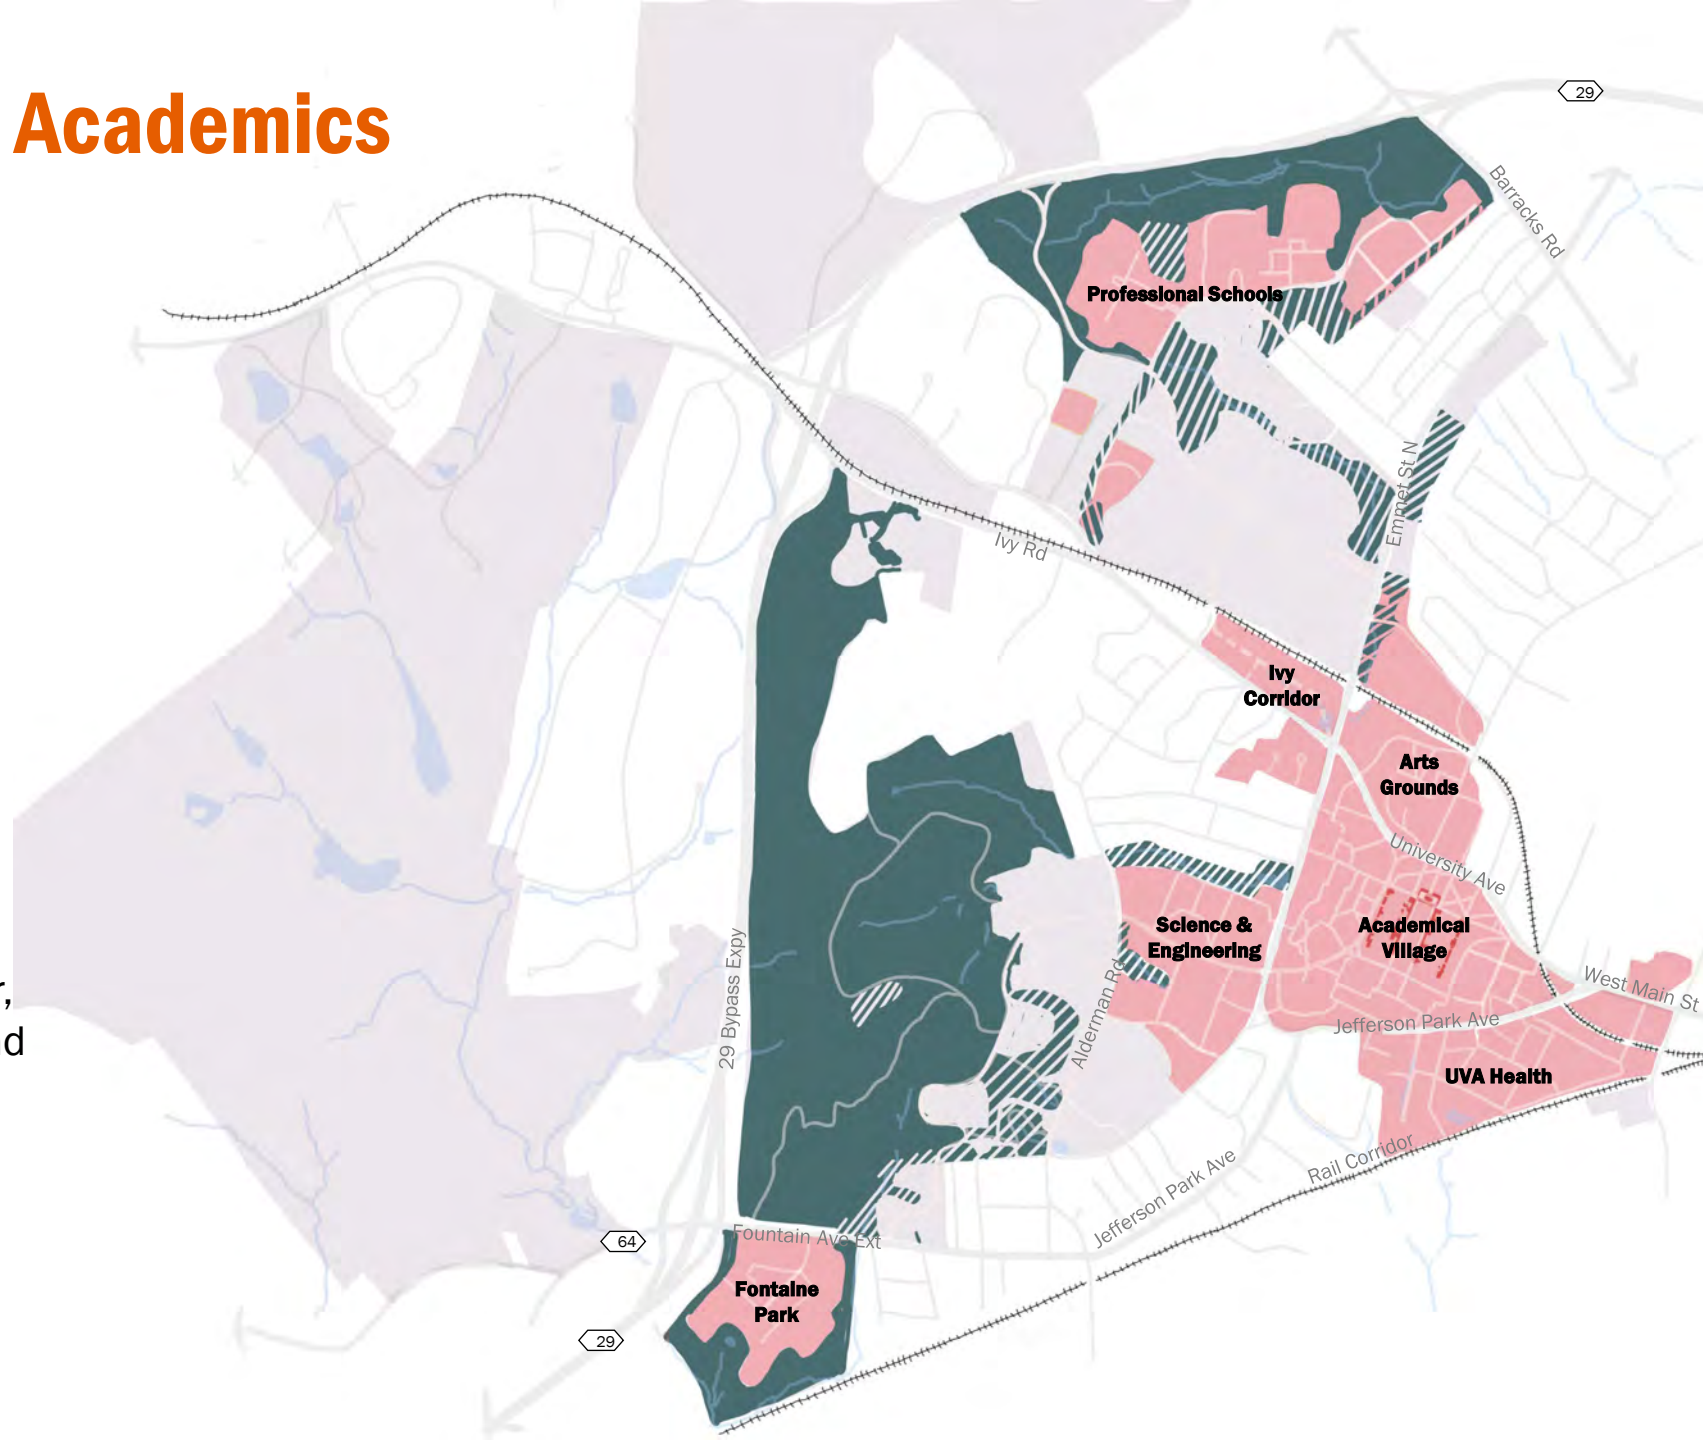 Academics
29
Barracks Rd
Professional Schools
Emmet St N
Ivy Rd
Ivy
Corridor
Arts
Grounds
University Ave
Science &
Engineering
Academical
Village
Alderman Rd
West Main St
r,
nd
29 Bypass Expy
Jefferson Park Ave
UVA Health
Rail Corridor
Jefferson Park Ave
64
Fountain Ave Ext
Fontaine
Park
29